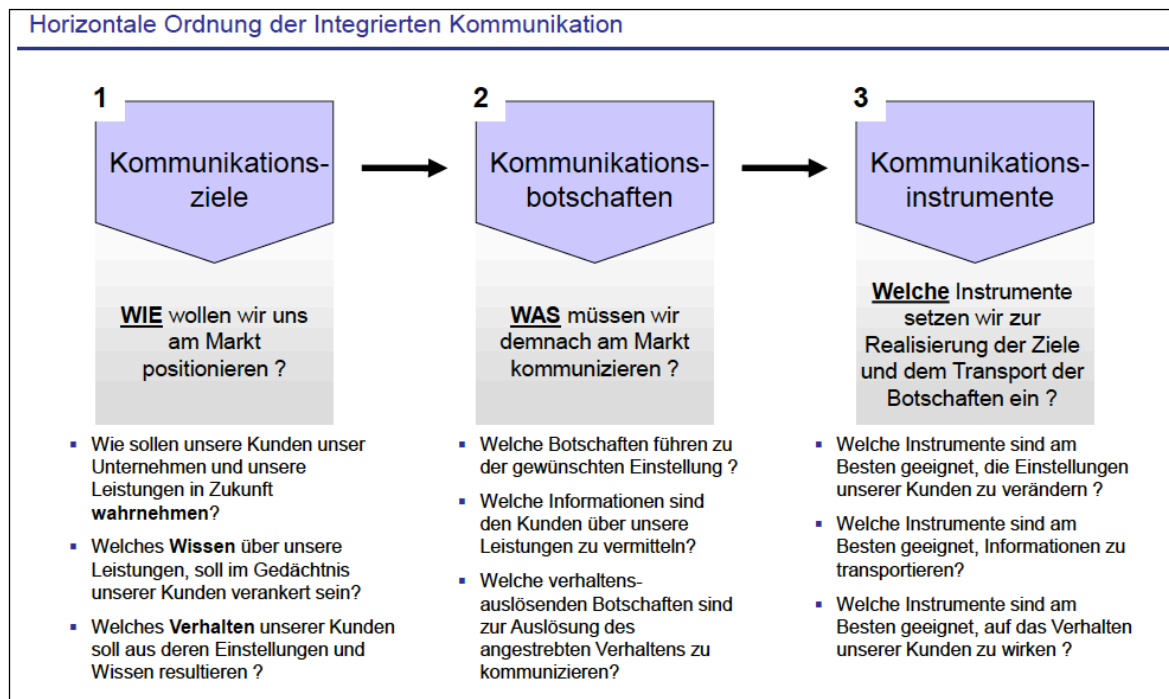 Horizontale Ordnung der Integrierten Kommunikation
1
Kommunikations-
ziele
WIE wollen wir uns
am Markt
positionieren ?
▪ Wie sollen unsere Kunden unser
Unternehmen und unsere
Leistungen in Zukunft
wahrnehmen?
▪ Welches Wissen über unsere
Leistungen, soll im Gedächtnis
unserer Kunden verankert sein?
▪ Welches Verhalten unserer Kunden
soll aus deren Einstellungen und
Wissen resultieren ?
2
Kommunikations-
botschaften
WAS müssen wir
demnach am Markt
kommunizieren ?
▪ Welche Botschaften führen zu
der gewünschten Einstellung ?
▪ Welche Informationen sind
den Kunden über unsere
Leistungen zu vermitteln?
▪ Welche verhaltens-
auslösenden Botschaften sind
zur Auslösung des
angestrebten Verhaltens zu
kommunizieren?
3
Kommunikations-
instrumente
Welche Instrumente
setzen wir zur
Realisierung der Ziele
und dem Transport der
Botschaften ein ?
▪ Welche Instrumente sind am
Besten geeignet, die Einstellungen
unserer Kunden zu verändern ?
▪ Welche Instrumente sind am
Besten geeignet, Informationen zu
transportieren?
▪ Welche Instrumente sind am
Besten geeignet, auf das Verhalten
unserer Kunden zu wirken ?